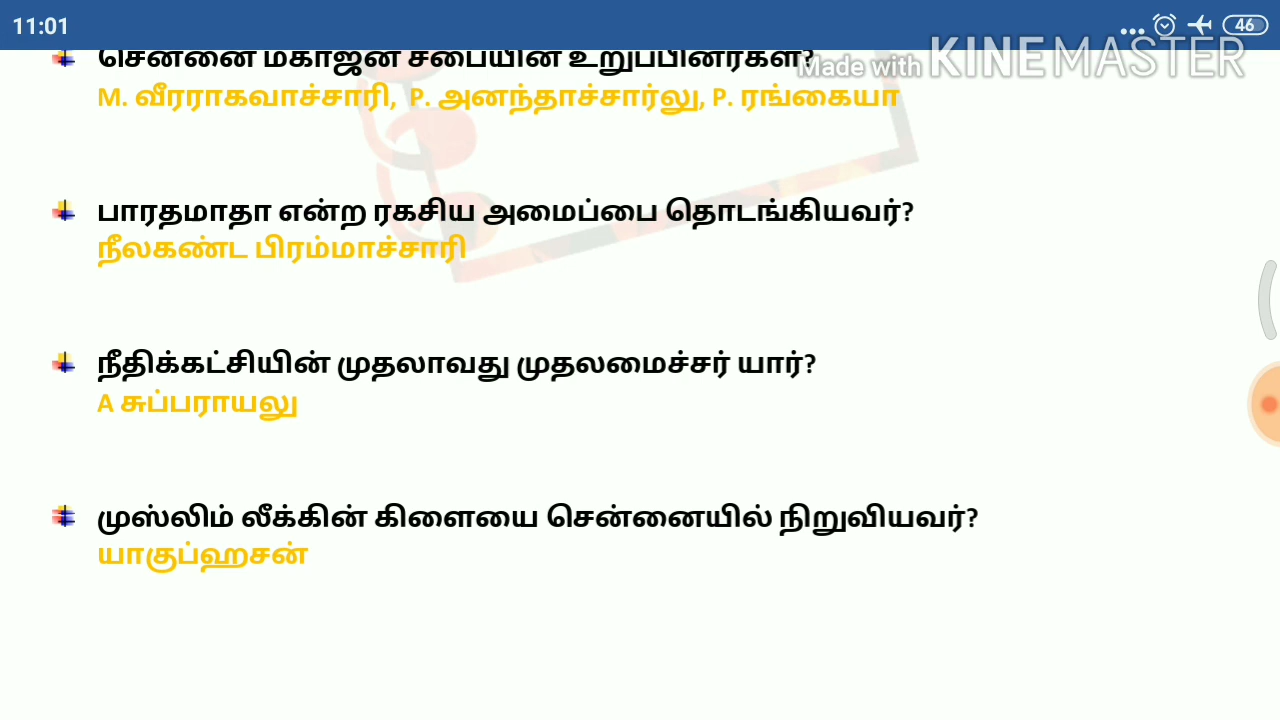 11:01
46
Made with KINEMASTER
சென்னை மகாஜன சபையின் உறுப்பினர்கள்?
M. வீரராகவாச்சாரி, P. அனந்தாச்சார்லு, P. ரங்கையா
பாரதமாதா என்ற ரகசிய அமைப்பை தொடங்கியவர்?
நீலகண்ட பிரம்மாச்சாரி
நீதிக்கட்சியின் முதலாவது முதலமைச்சர் யார்?
A சுப்பராயலு
முஸ்லிம் லீக்கின் கிளையை சென்னையில் நிறுவியவர்?
யாகுப்ஹசன்